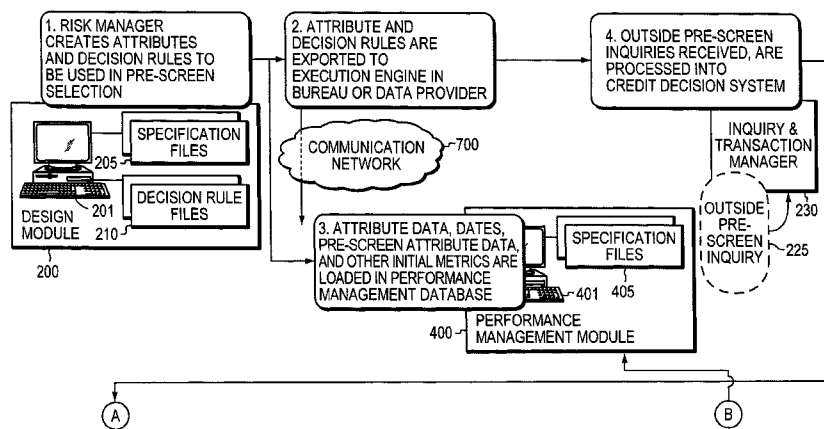 1. RISK MANAGER
CREATES ATTRIBUTES
AND DECISION RULES TO
BE USED IN PRE-SCREEN
SELECTION
2. ATTRIBUTE AND
DECISION RULES ARE
EXPORTED TO
EXECUTION ENGINE IN
BUREAU OR DATA PROVIDER
4. OUTSIDE PRE-SCREEN
INQUIRIES RECEIVED, ARE
PROCESSED INTO
CREDIT DECISION SYSTEM
SPECIFICATION
FILES
205
201
DECISION RULE
FILES
210
DESIGN
MODULE
200
COMMUNICATION
NETWORK
700
INQUIRY &
TRANSACTION
MANAGER
230
OUTSIDE
PRE-
SCREEN
INQUIRY
225
3. ATTRIBUTE DATA, DATES,
PRE-SCREEN ATTRIBUTE DATA,
AND OTHER INITIAL METRICS ARE
LOADED IN PERFORMANCE
MANAGEMENT DATABASE
SPECIFICATION
FILES
405
401
400
PERFORMANCE
MANAGEMENT MODULE
A
B